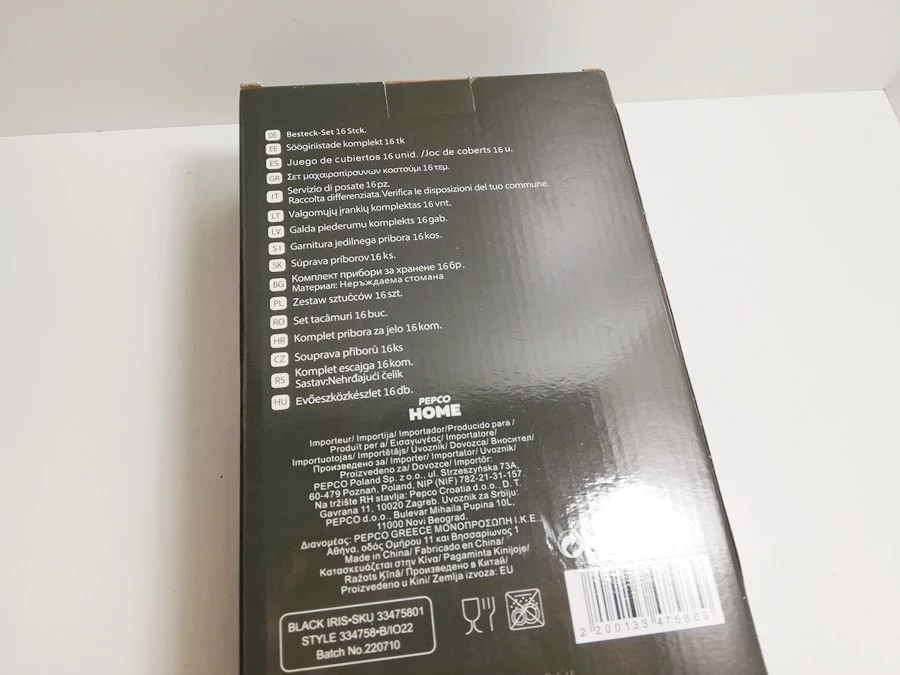 DE Besteck-Set 16 Stck.
EE Söögiriistade komplekt 16 tk
ES Juego de cubiertos 16 unid. /Joc de coberts 16 u.
GR Σετ μαχαιροπίρουνων κοστούμι 16 τεμ.
IT Servizio di posate 16 pz.
Raccolta differenziata. Verifica le disposizioni del tuo commune.
LT Valgomųjų įrankių komplektas 16 vnt.
LV Galda piederumu komplekts 16 gab.
SI Garnitura jedilnega pribora 16 kos.
SK Súprava príborov 16 ks.
BG Комплект прибори за хранене 16 бр.
Материал: Неръждаема стомана
PL Zestaw sztućców 16 szt.
RO Set tacâmuri 16 buc.
HR Komplet pribora za jelo 16 kom.
CZ Souprava příborů 16 ks
RS Komplet escajga 16 kom.
Sastav:Nehrđajući čelik
HU Evőeszközkészlet 16 db.
PEPCO
HOME
Importeur/ Importija/ Importador/Producido para /
Produït per a/ Εισαγωγέας/ Importatore/
Importuotojas/ Importētājs/ Uvoznik/ Dovozca/ Вносител/
Произведено за/ Importer/ Importator/ Uvoznik/
Proizvedeno za/ Dovozce/ Importőr:
PEPCO Poland Sp. z o.o., ul. Strzeszyńska 73A,
60-479 Poznań, Poland, NIP (NIF) 782-21-31-157.
Na tržište RH stavlja: Pepco Croatia d.o.o., D. T.
Gavrana 11, 10020 Zagreb. Uvoznik za Srbiju:
PEPCO d.o.o., Bulevar Mihaila Pupina 10L,
11000 Novi Beograd.
Διανομέας: PEPCO GREECE ΜΟΝΟΠΡΟΣΩΠΗ Ι.Κ.Ε.,
Αθήνα, οδός Ομήρου 11 και Βησσαρίωνος 1
Made in China/ Fabricado en China/
Κατασκευάζεται στην Κίνα/ Pagaminta Kinijoje/
Ražots Ķīnā/ Произведено в Китай/
Proizvedeno u Kini/ Zemlja izvoza: EU
BLACK IRIS•SKU 33475801
STYLE 334758•B/IO22
Batch No.220710
2 200133 475869